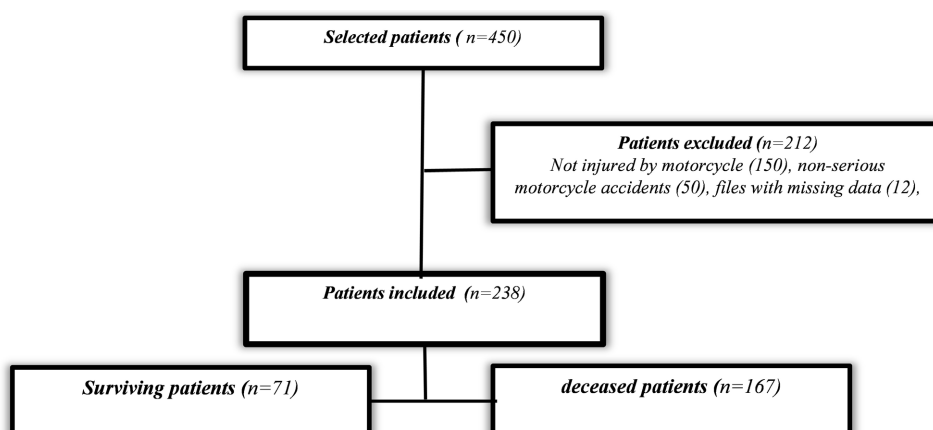 Selected patients ( n=450)
Patients excluded (n=212)
Not injured by motorcycle (150), non-serious
motorcycle accidents (50), files with missing data (12),
Patients included (n=238)
Surviving patients (n=71)
deceased patients (n=167)